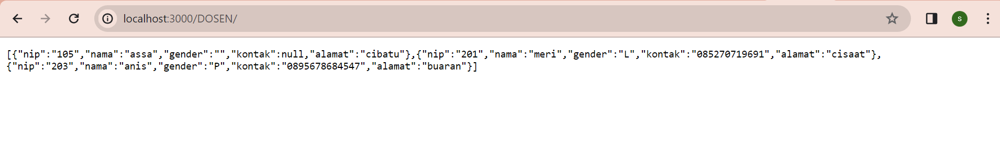 localhost:3000/DOSEN/
s
[{"nip":"105","nama":"assa","gender":"","kontak":null,"alamat":"cibatu"},{"nip":"201","nama":"meri","gender":"L","kontak":"085270719691","alamat":"cisaat"},
{"nip":"203","nama":"anis","gender":"P","kontak":"0895678684547","alamat":"buaran"}]